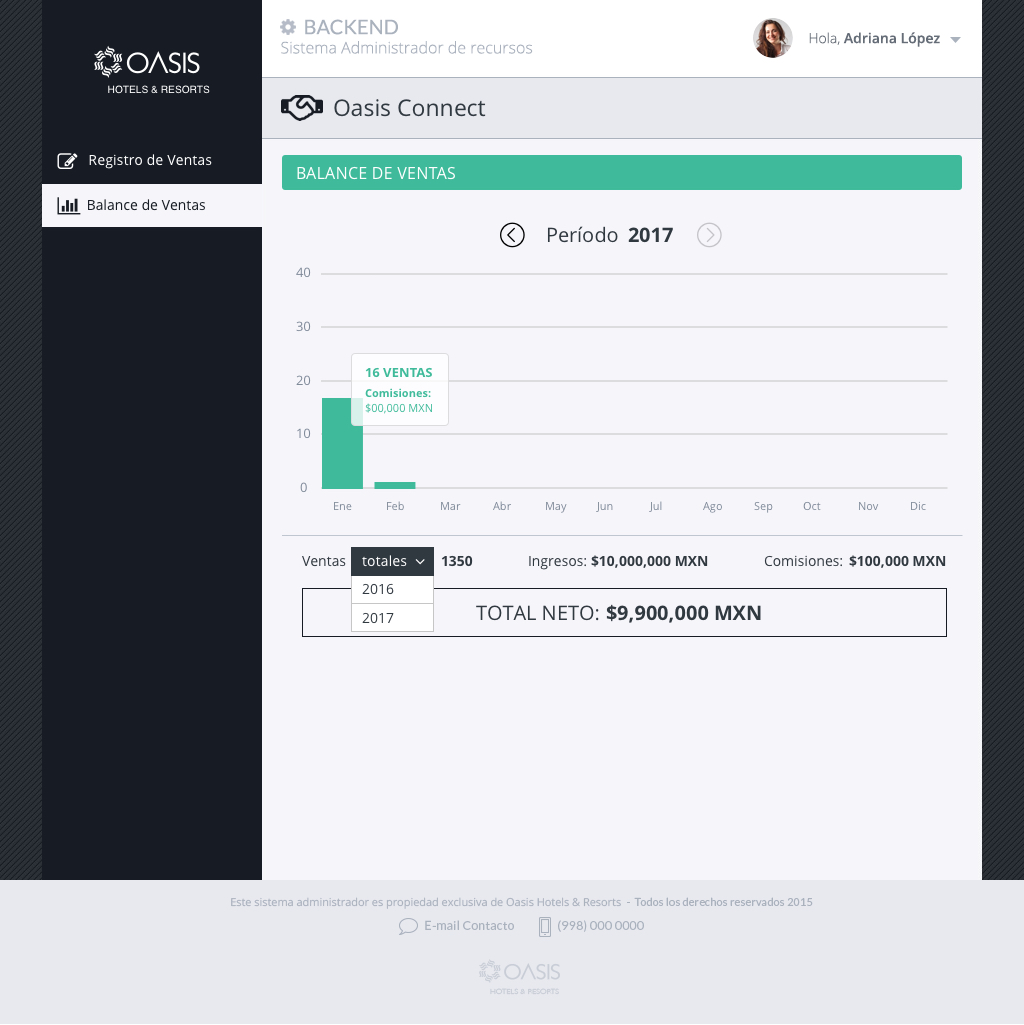 OASIS
HOTELS & RESORTS
Registro de Ventas
Balance de Ventas
BACKEND
Sistema Administrador de recursos
Hola, Adriana López
Oasis Connect
BALANCE DE VENTAS
Período 2017
40
30
20
10
0
16 VENTAS
Comisiones:
$00,000 MXN
Ene Feb Mar Abr May Jun Jul Ago Sep Oct Nov Dic
Ventas totales 1350 Ingresos: $10,000,000 MXN Comisiones: $100,000 MXN
2016
2017
TOTAL NETO: $9,900,000 MXN
Este sistema administrador es propiedad exclusiva de Oasis Hotels & Resorts - Todos los derechos reservados 2015
E-mail Contacto (998) 000 0000
OASIS
HOTELS & RESORTS